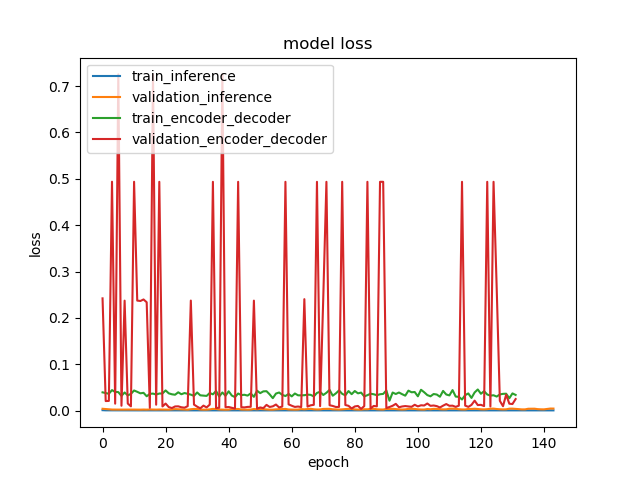 model loss
train_inference
validation_inference
train_encoder_decoder
validation_encoder_decoder
loss
0.7
0.6
0.5
0.4
0.3
0.2
0.1
0.0
0 20 40 60 80 100 120 140
epoch